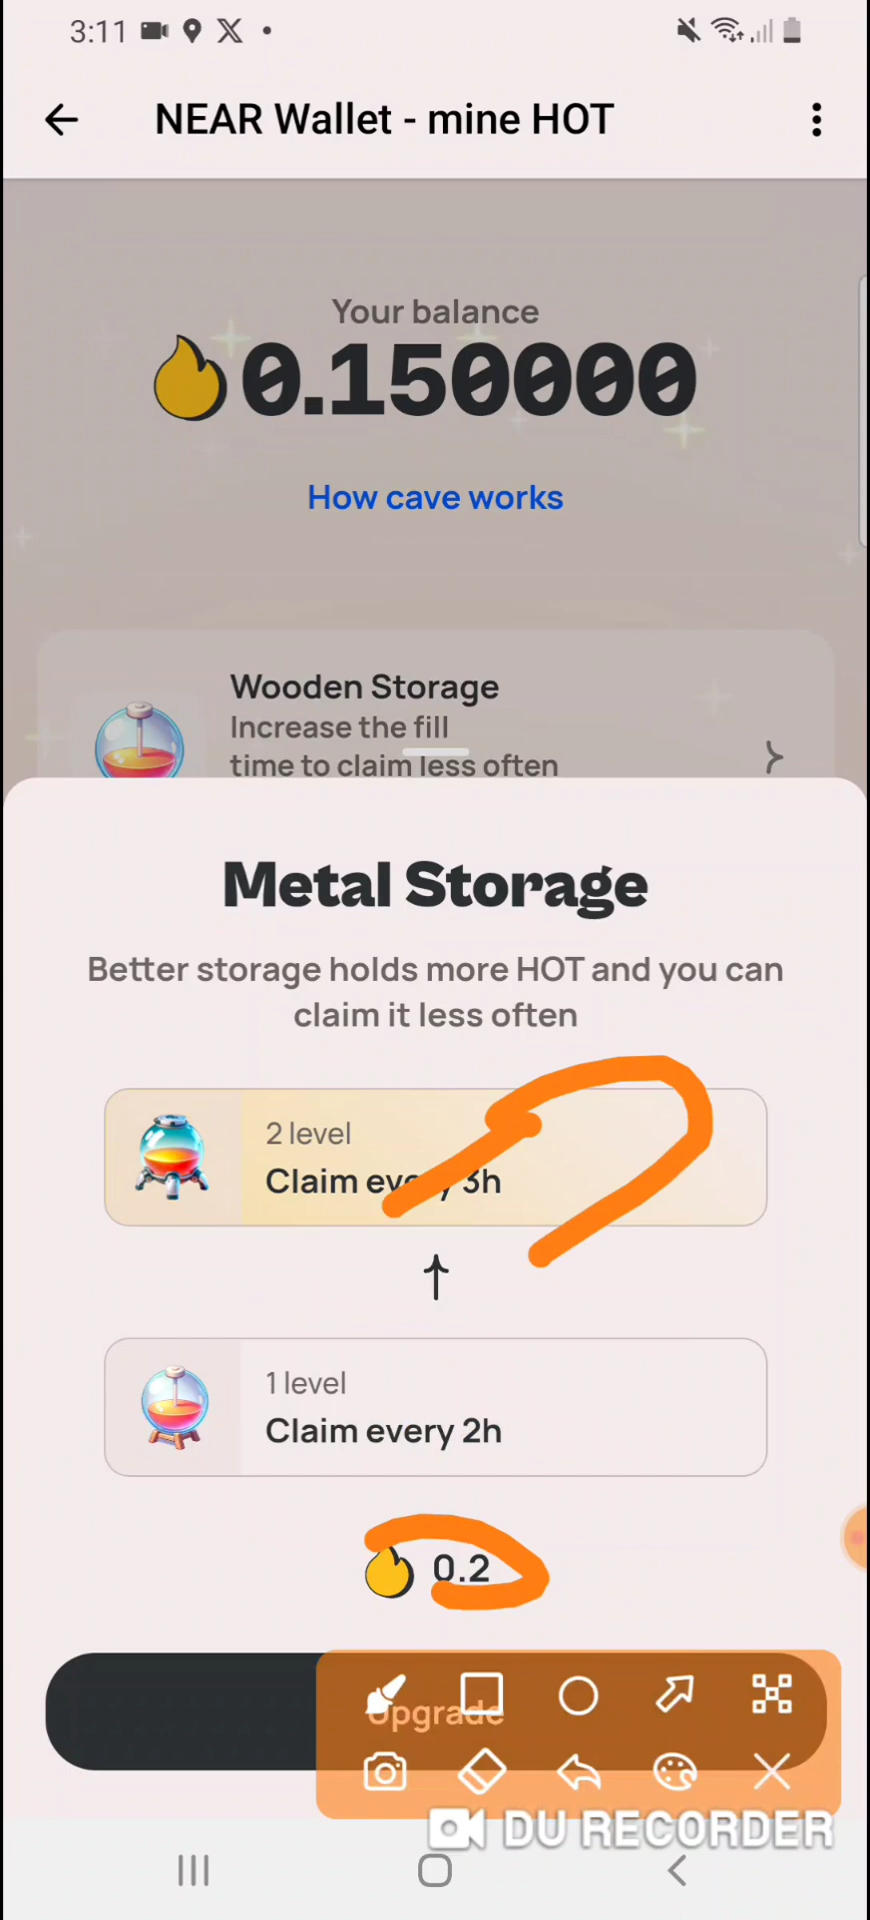 3:11
NEAR Wallet - mine HOT
Your balance
0.150000
How cave works
Wooden Storage
Increase the fill
time to claim less often
Metal Storage
Better storage holds more HOT and you can
claim it less often
2 level
Claim every 3h
1 level
Claim every 2h
0.2
Upgrade
DU RECORDER